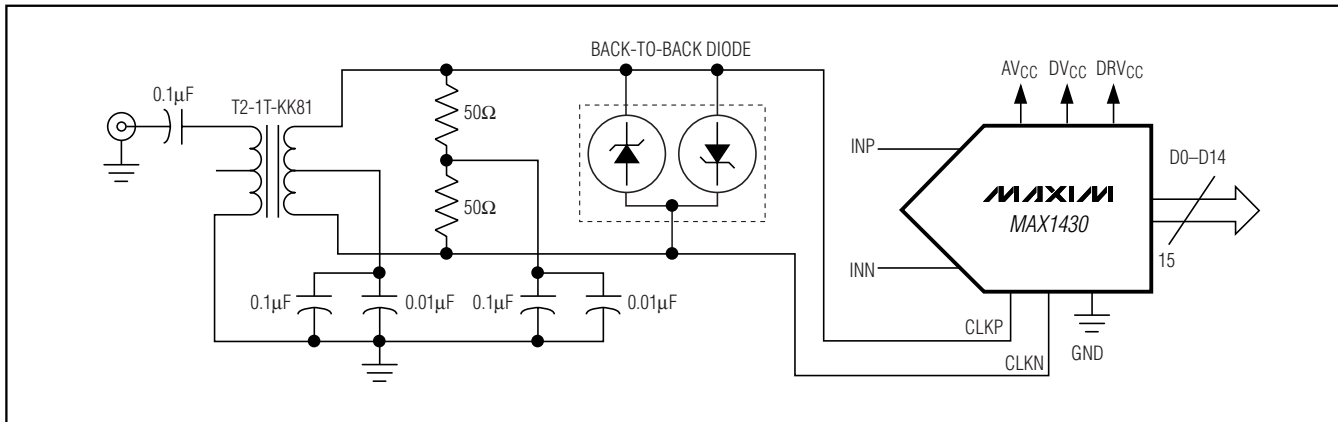 BACK-TO-BACK DIODE
AVCC DVCC DRVCC
0.1µF
T2-1T-KK81
50Ω
INP
D0–D14
MAXIM
MAX1430
50Ω
INN
15
0.1µF 0.01µF 0.1µF 0.01µF
CLKP
GND
CLKN